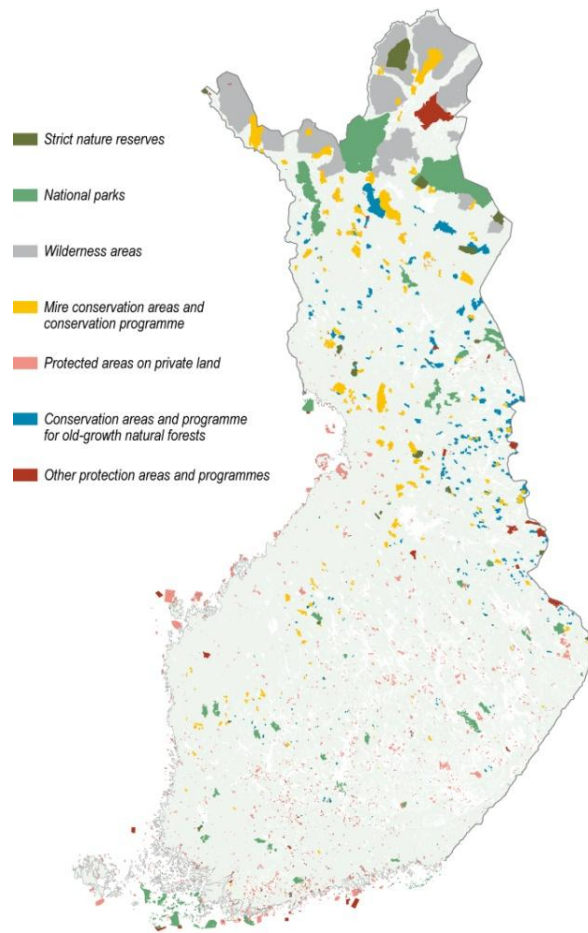 Strict nature reserves
National parks
Wilderness areas
Mire conservation areas and
conservation programme
Protected areas on private land
Conservation areas and programme
for old-growth natural forests
Other protection areas and programmes